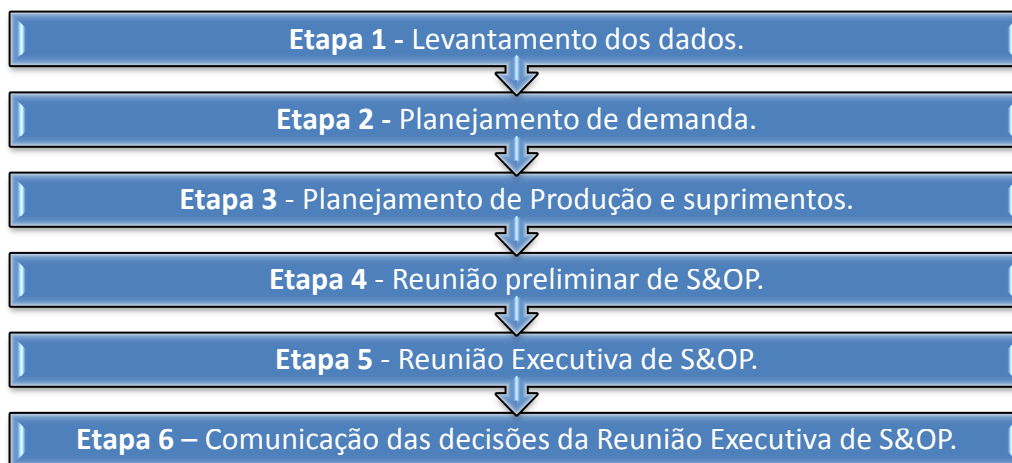 Etapa 1 - Levantamento dos dados.
Etapa 2 - Planejamento de demanda.
Etapa 3 - Planejamento de Produção e suprimentos.
Etapa 4 - Reunião preliminar de S&OP.
Etapa 5 - Reunião Executiva de S&OP.
Etapa 6 – Comunicação das decisões da Reunião Executiva de S&OP.